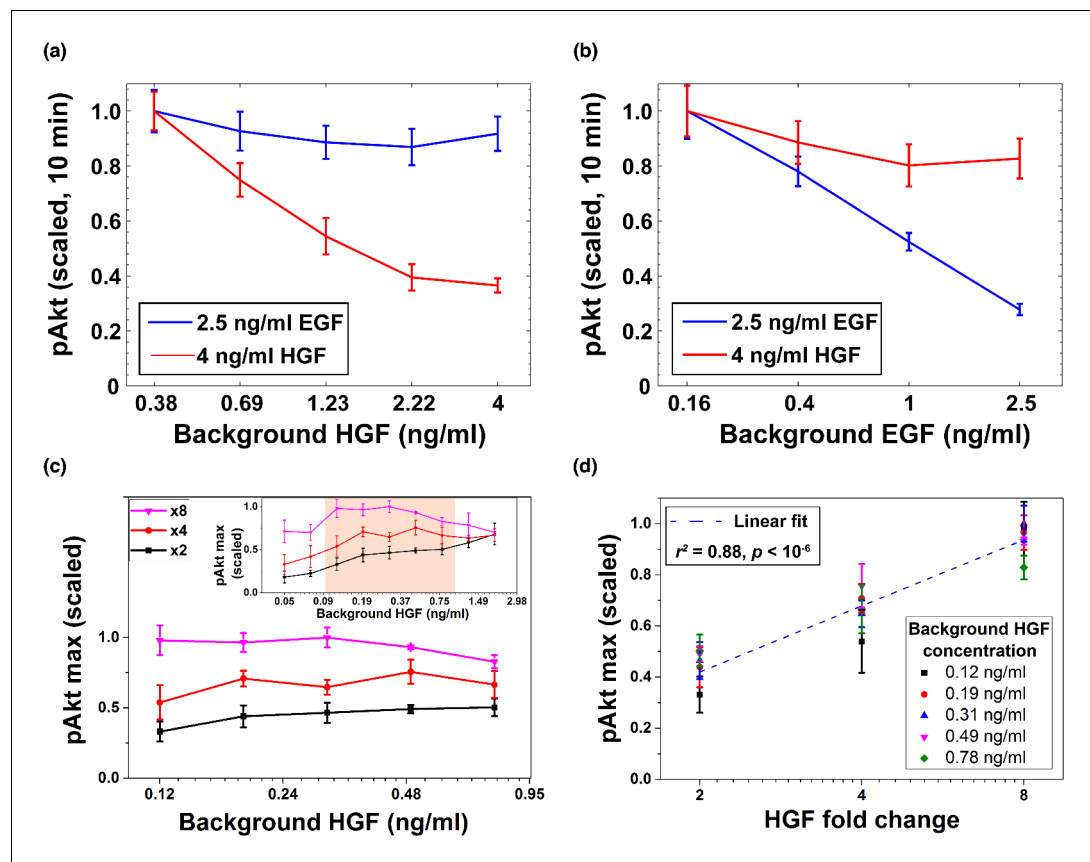 (a)
pAkt (scaled, 10 min)
1.0
0.8
0.6
0.4
0.2
0
2.5 ng/ml EGF
4 ng/ml HGF
0.38 0.69 1.23 2.22 4
Background HGF (ng/ml)
(b)
pAkt (scaled, 10 min)
1.0
0.8
0.6
0.4
0.2
0
2.5 ng/ml EGF
4 ng/ml HGF
0.16 0.4 1 2.5
Background EGF (ng/ml)
(c)
pAkt max (scaled)
1.0
0.5
0.0
x8
x4
x2
pAkt max
(scaled)
1.0
0.5
0.0
0.05 0.09 0.19 0.37 0.75 1.49 2.98
Background HGF (ng/ml)
0.12 0.24 0.48 0.95
Background HGF (ng/ml)
(d)
pAkt max (scaled)
1.0
0.8
0.6
0.4
0.2
0.0
Linear fit
r² = 0.88, p < 10⁻⁶
Background HGF
concentration
0.12 ng/ml
0.19 ng/ml
0.31 ng/ml
0.49 ng/ml
0.78 ng/ml
2 4 8
HGF fold change